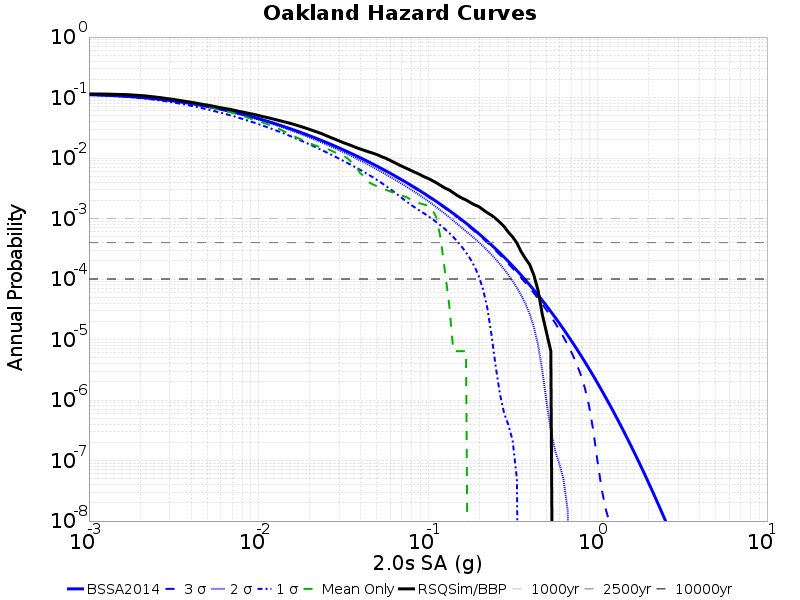 Oakland Hazard Curves
Annual Probability
10^0
10^-1
10^-2
10^-3
10^-4
10^-5
10^-6
10^-7
10^-8
10^-3 10^-2 10^-1 10^0 10^1
2.0s SA (g)
BSSA2014 3 σ 2 σ 1 σ Mean Only RSQSim/BBP 1000yr 2500yr 10000yr